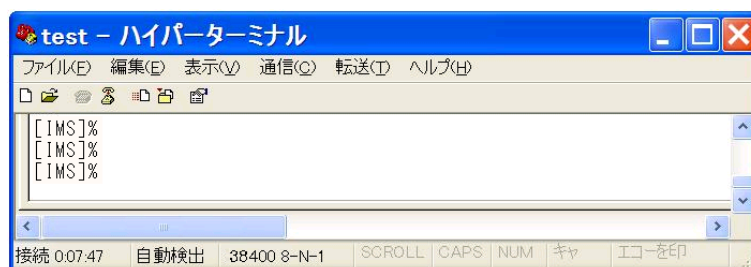 test - ハイパーターミナル
ファイル(F) 編集(E) 表示(V) 通信(C) 転送(T) ヘルプ(H)
[IMS]%
[IMS]%
[IMS]%
接続 0:07:47 自動検出 38400 8-N-1 SCROLL CAPS NUM キャ エコーを印